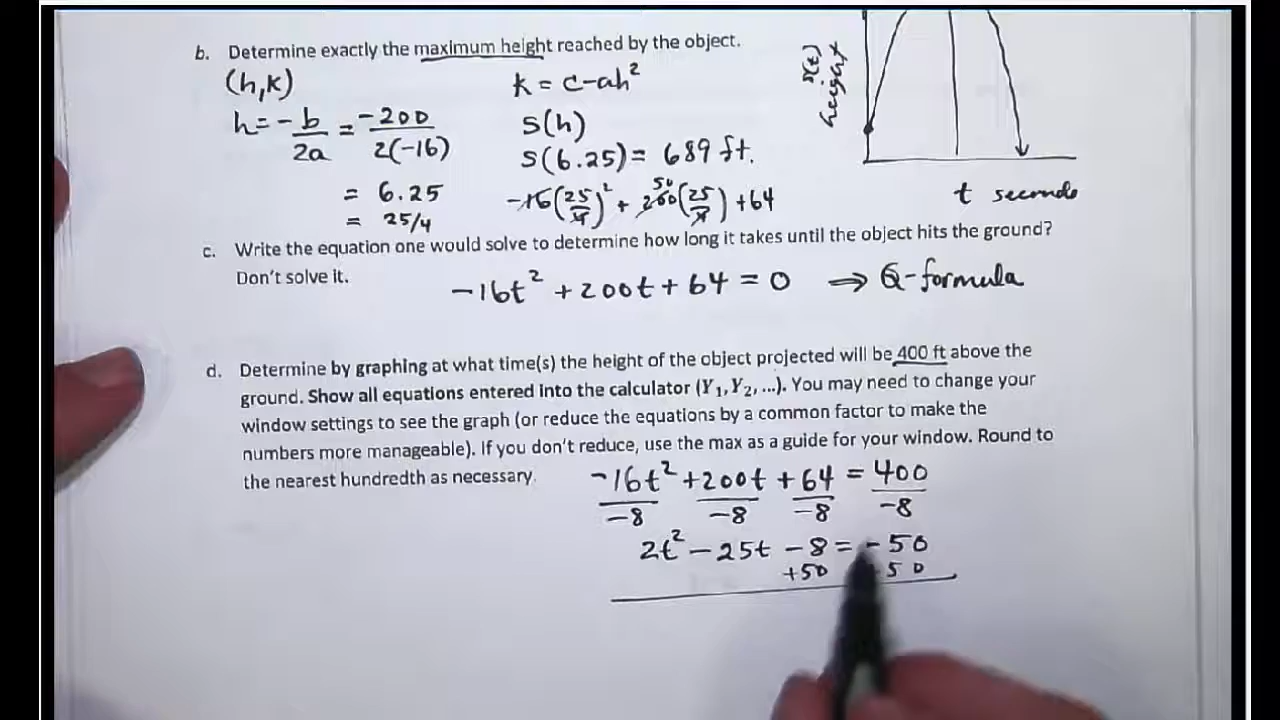 b. Determine exactly the maximum height reached by the object.
(h,k)
k = c-ah²
h = -b/2a = -200/2(-16)
S(h)
S(6.25) = 689 ft.
= 6.25
-16(25/4)² + 200(25/4) + 64
50
= 25/4
s(t)
height
t seconds
c. Write the equation one would solve to determine how long it takes until the object hits the ground?
Don't solve it.
-16t² + 200t + 64 = 0 ⇒ Q-formula
d. Determine by graphing at what time(s) the height of the object projected will be 400 ft above the
ground. Show all equations entered into the calculator (Y₁, Y₂, ...). You may need to change your
window settings to see the graph (or reduce the equations by a common factor to make the
numbers more manageable). If you don't reduce, use the max as a guide for your window. Round to
the nearest hundredth as necessary.
-16t² + 200t + 64 = 400
-8 -8 -8 -8
2t² - 25t - 8 = -50
+50 +50